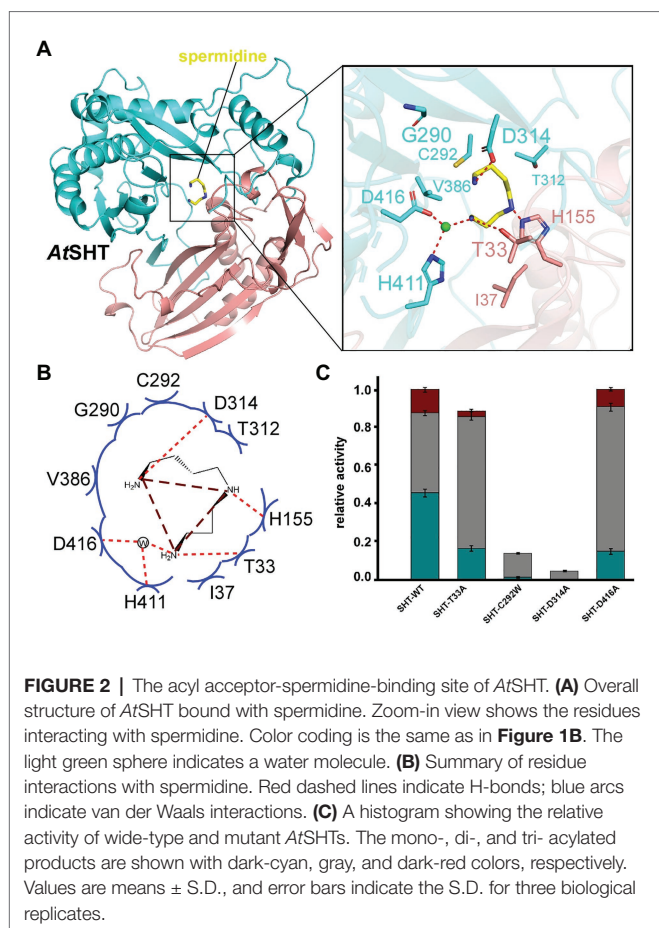 A
spermidine
AtSHT
G290
D314
C292
T312
V386
D416
H155
T33
H411
I37
B
C292
D314
G290
T312
V386
H₂N
NH
H155
D416
W
H₂N
T33
H411
I37
C
relative activity
1.0
0.8
0.6
0.4
0.2
0.0
SHT-WT
SHT-T33A
SHT-C292W
SHT-D314A
SHT-D416A
FIGURE 2 | The acyl acceptor-spermidine-binding site of AtSHT. (A) Overall
structure of AtSHT bound with spermidine. Zoom-in view shows the residues
interacting with spermidine. Color coding is the same as in Figure 1B. The
light green sphere indicates a water molecule. (B) Summary of residue
interactions with spermidine. Red dashed lines indicate H-bonds; blue arcs
indicate van der Waals interactions. (C) A histogram showing the relative
activity of wide-type and mutant AtSHTs. The mono-, di-, and tri- acylated
products are shown with dark-cyan, gray, and dark-red colors, respectively.
Values are means ± S.D., and error bars indicate the S.D. for three biological
replicates.